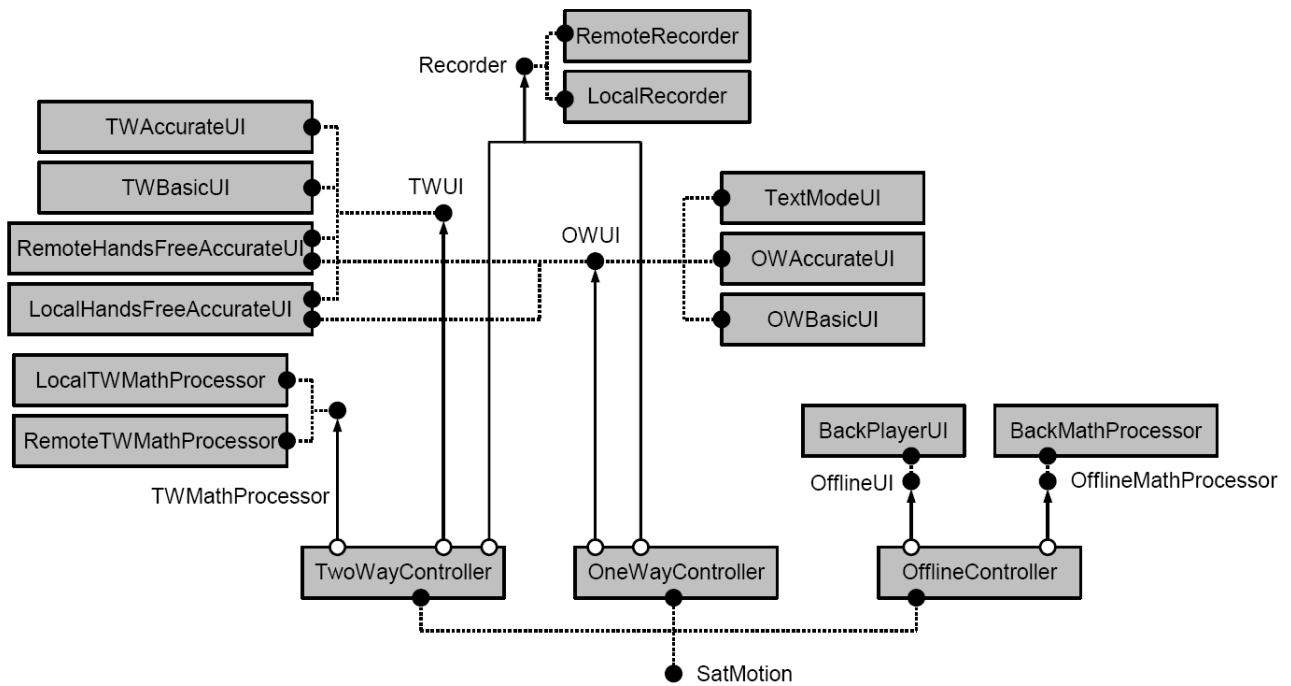 RemoteRecorder
Recorder
LocalRecorder
TWAccurateUI
TWBasicUI
TWUI
TextModeUI
RemoteHandsFreeAccurateUI
OWUI
OWAccurateUI
LocalHandsFreeAccurateUI
OWBasicUI
LocalTWMathProcessor
RemoteTWMathProcessor
BackPlayerUI
BackMathProcessor
OfflineUI
OfflineMathProcessor
TWMathProcessor
TwoWayController
OneWayController
OfflineController
SatMotion